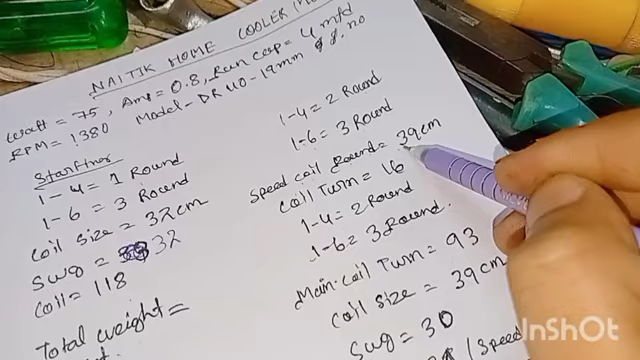 NAITIK HOME COOLER
Watt = 75, Amp = 0.8, Run cap = 4 mfd
RPM = 1380 Model-DR 40-19mm
Starting
1-4 = 1 Round
1-6 = 3 Round
Coil Size = 32cm
Swg = 32
Coil = 118
Total weight =
1-4 = 2 Round
1-6 = 3 Round
Speed coil Round = 39cm
Coil Turn = 16
1-4 = 2 Round
1-6 = 3 Round.
Main-Coil Turn = 93
Coil Size = 39cm
Swg = 30
(Speed
InShOt